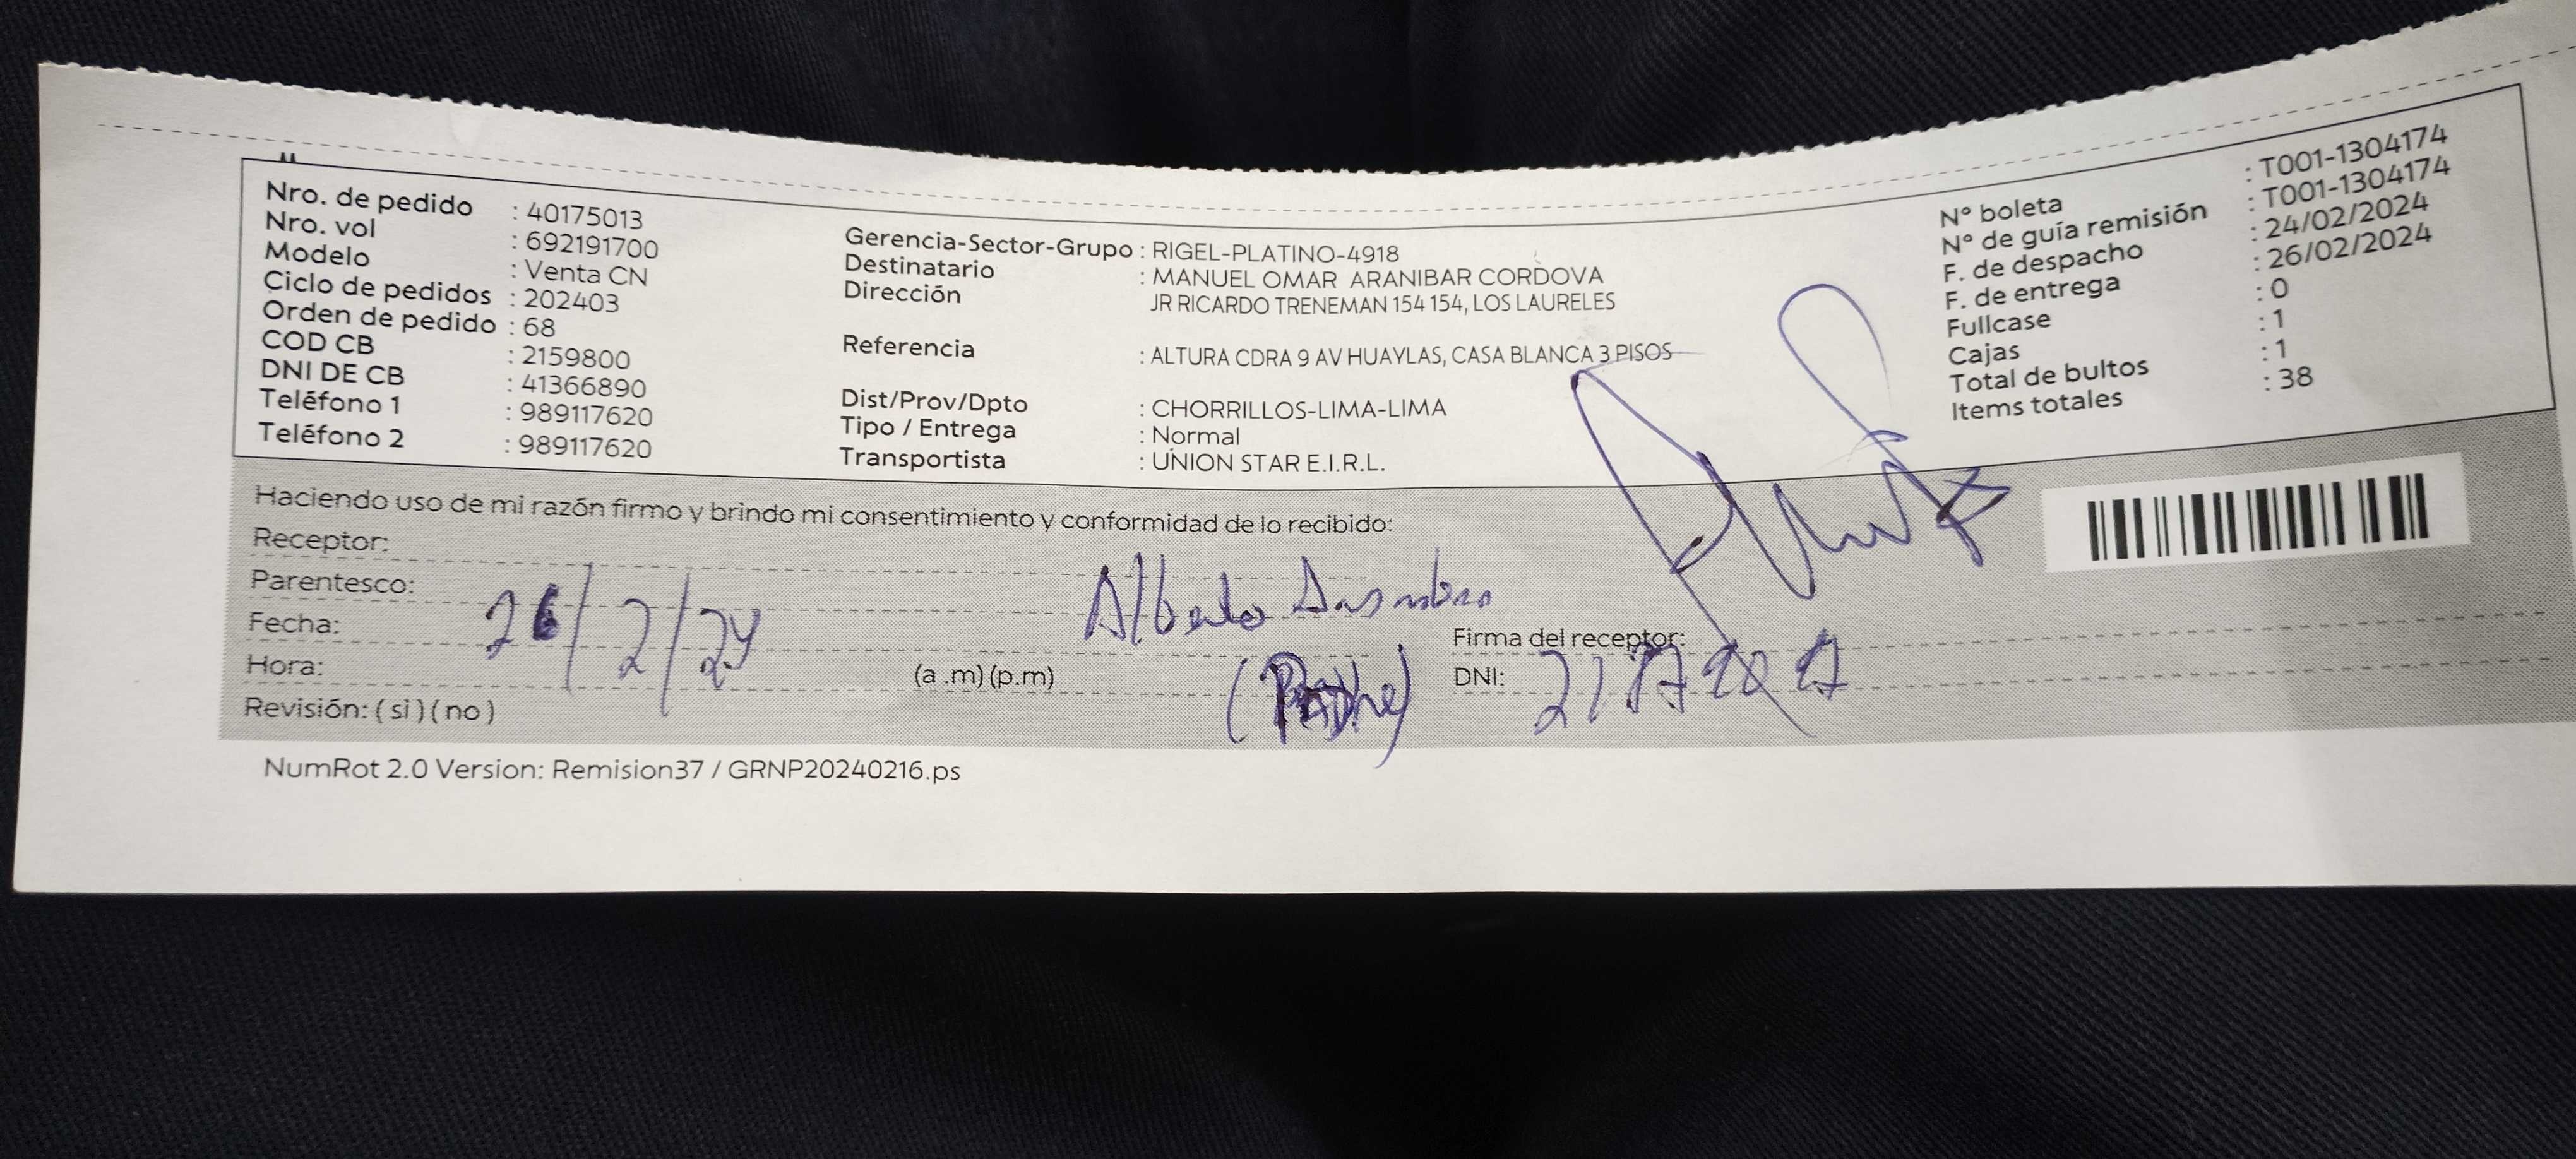 Nro. de pedido : 40175013
Nro. vol : 692191700
Modelo : Venta CN
Ciclo de pedidos : 202403
Orden de pedido : 68
COD CB : 2159800
DNI DE CB : 41366890
Teléfono 1 : 989117620
Teléfono 2 : 989117620
Gerencia-Sector-Grupo : RIGEL-PLATINO-4918
Destinatario : MANUEL OMAR ARANIBAR CORDOVA
Dirección JR RICARDO TRENEMAN 154 154, LOS LAURELES
Referencia : ALTURA CDRA 9 AV HUAYLAS, CASA BLANCA 3 PISOS
Dist/Prov/Dpto : CHORRILLOS-LIMA-LIMA
Tipo / Entrega : Normal
Transportista : UNION STAR E.I.R.L.
N° boleta : T001-1304174
N° de guía remisión : T001-1304174
F. de despacho : 24/02/2024
F. de entrega : 26/02/2024
Fullcase : 0
Cajas : 1
Total de bultos : 1
Items totales : 38
Haciendo uso de mi razón firmo y brindo mi consentimiento y conformidad de lo recibido:
Receptor:
Parentesco:
Alberto
Fecha: 26/2/24
Firma del receptor:
Hora: (a .m) (p.m)
(Padre)
DNI:
Revisión: ( si ) ( no )
NumRot 2.0 Version: Remision37 / GRNP20240216.ps